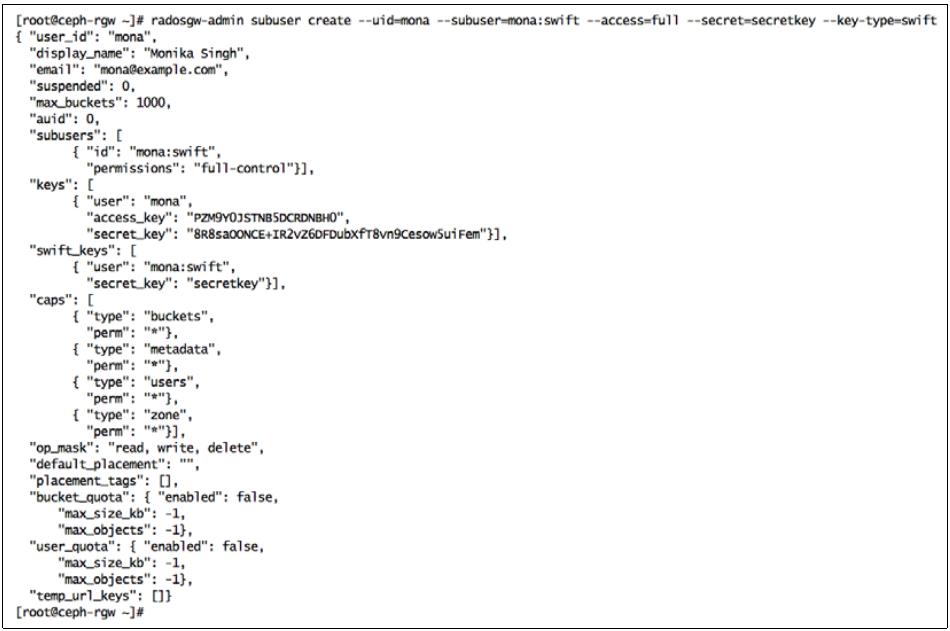 [root@ceph-rgw ~]# radosgw-admin subuser create --uid=mona --subuser=mona:swift --access=full --secret=secretkey --key-type=swift
{ "user_id": "mona",
"display_name": "Monika Singh",
"email": "mona@example.com",
"suspended": 0,
"max_buckets": 1000,
"auid": 0,
"subusers": [
{ "id": "mona:swift",
"permissions": "full-control"}],
"keys": [
{ "user": "mona",
"access_key": "PZM9Y0JSTNB5DCRDNBH0",
"secret_key": "8R8saOONCE+IR2vZ6DFDubXfT8vn9Cesow5uiFem"}],
"swift_keys": [
{ "user": "mona:swift",
"secret_key": "secretkey"}],
"caps": [
{ "type": "buckets",
"perm": "*"},
{ "type": "metadata",
"perm": "*"},
{ "type": "users",
"perm": "*"},
{ "type": "zone",
"perm": "*"}],
"op_mask": "read, write, delete",
"default_placement": "",
"placement_tags": [],
"bucket_quota": { "enabled": false,
"max_size_kb": -1,
"max_objects": -1},
"user_quota": { "enabled": false,
"max_size_kb": -1,
"max_objects": -1},
"temp_url_keys": []}
[root@ceph-rgw ~]#